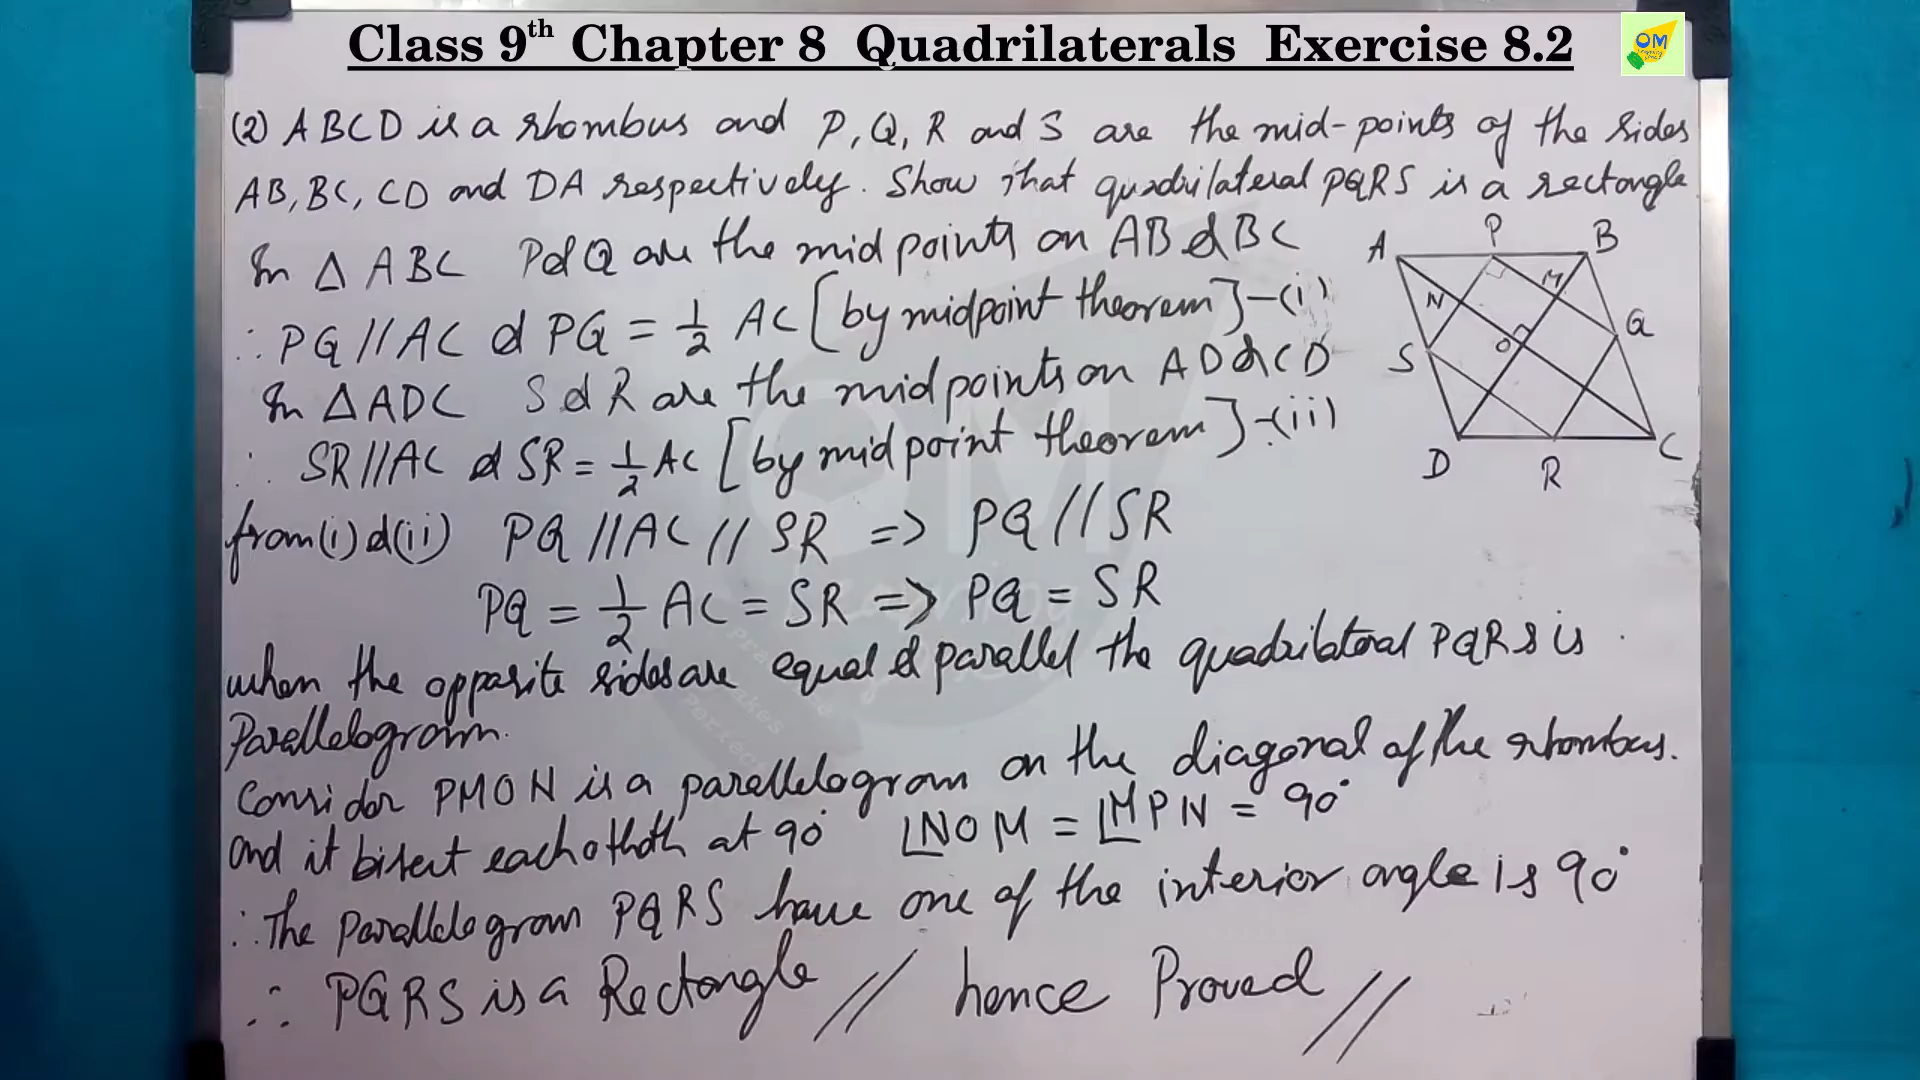 Class 9th Chapter 8 Quadrilaterals Exercise 8.2
OM
(2) ABCD is a rhombus and P, Q, R and S are the mid-points of the sides
AB, BC, CD and DA respectively. Show that quadrilateral PQRS is a rectangle
In △ ABC P & Q are the mid points on AB & BC
∴ PQ // AC & PQ = 1/2 AC [by midpoint theorem] -(i)
In △ ADC S & R are the mid points on AD & CD
∴ SR // AC & SR = 1/2 AC [by mid point theorem] -(ii)
from (i) & (ii) PQ // AC // SR => PQ // SR
PQ = 1/2 AC = SR => PQ = SR
when the opposite sides are equal & parallel the quadrilateral PQRS is
Parallelogram.
Consider PMON is a parallelogram on the diagonal of the rhombus.
and it bisect each othoth at 90° ∠NOM = ∠MPN = 90°
∴ The Parallelogram PQRS have one of the interior angle is 90°
∴ PQRS is a Rectangle // hence Proved //
A P B
N M
S O Q
D R C